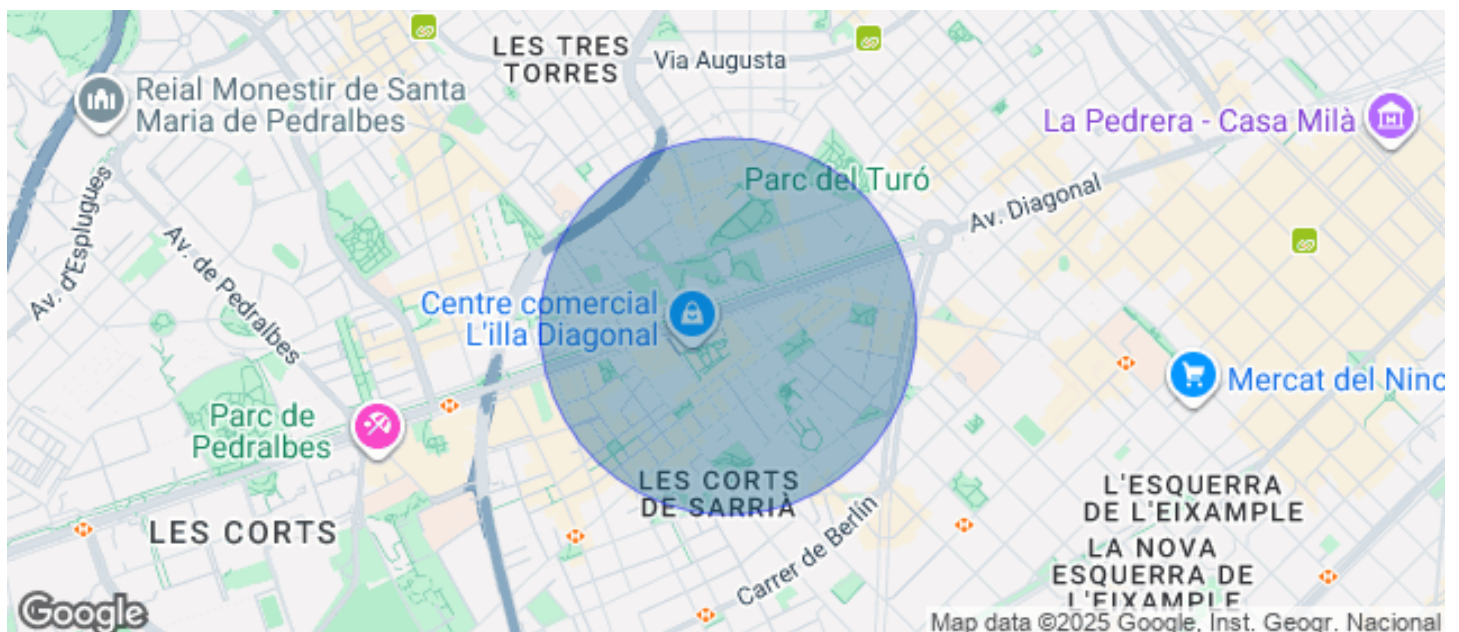 LES TRES
TORRES
Via Augusta
Reial Monestir de Santa
Maria de Pedralbes
La Pedrera - Casa Milà
Parc del Turó
Av. Diagonal
Av. d'Esplugues
Av. de Pedralbes
Centre comercial
L'illa Diagonal
Mercat del Ninc
Parc de
Pedralbes
LES CORTS
DE SARRIÀ
L'ESQUERRA
DE L'EIXAMPLE
LES CORTS
LA NOVA
ESQUERRA DE
L'EIXAMPLE
Carrer de Berlín
Google
Map data ©2025 Google, Inst. Geogr. Nacional